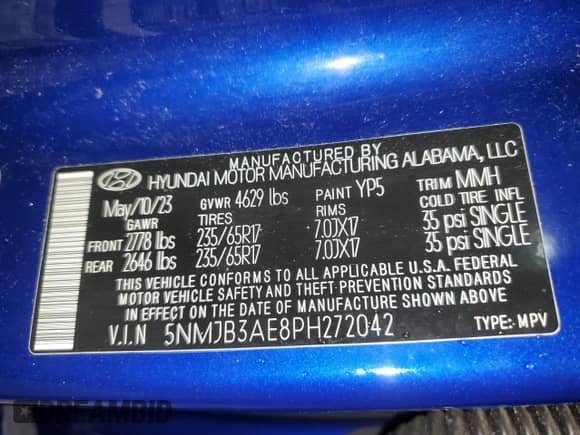 MANUFACTURED BY
HYUNDAI MOTOR MANUFACTURING ALABAMA, LLC
May/10/23 GVWR 4629 lbs PAINT YP5 TRIM MMH
GAWR TIRES RIMS COLD TIRE INFL
FRONT 2778 lbs 235/65R17 7.0JX17 35 psi SINGLE
REAR 2646 lbs 235/65R17 7.0JX17 35 psi SINGLE
THIS VEHICLE CONFORMS TO ALL APPLICABLE U.S.A. FEDERAL
MOTOR VEHICLE SAFETY AND THEFT PREVENTION STANDARDS
IN EFFECT ON DATE OF MANUFACTURE SHOWN ABOVE
V.I.N 5NMJB3AE8PH272042 TYPE: MPV
DREAMBID